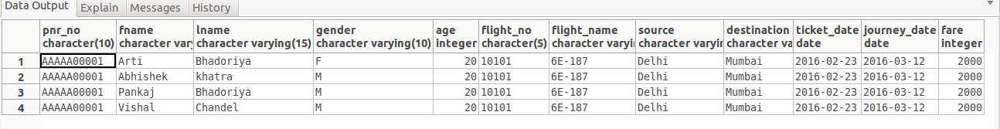 Data Output Explain Messages History
pnr_no fname lname gender age flight_no flight_name source destination ticket_date journey_date fare
character(10) character varying character varying(15) character varying(10) integer character(5) character varyin character varyin character va date date integer
1 AAAAA00001 Arti Bhadoriya F 20 10101 6E-187 Delhi Mumbai 2016-02-23 2016-03-12 2000
2 AAAAA00001 Abhishek khatra M 20 10101 6E-187 Delhi Mumbai 2016-02-23 2016-03-12 2000
3 AAAAA00001 Pankaj Bhadoriya M 20 10101 6E-187 Delhi Mumbai 2016-02-23 2016-03-12 2000
4 AAAAA00001 Vishal Chandel M 20 10101 6E-187 Delhi Mumbai 2016-02-23 2016-03-12 2000